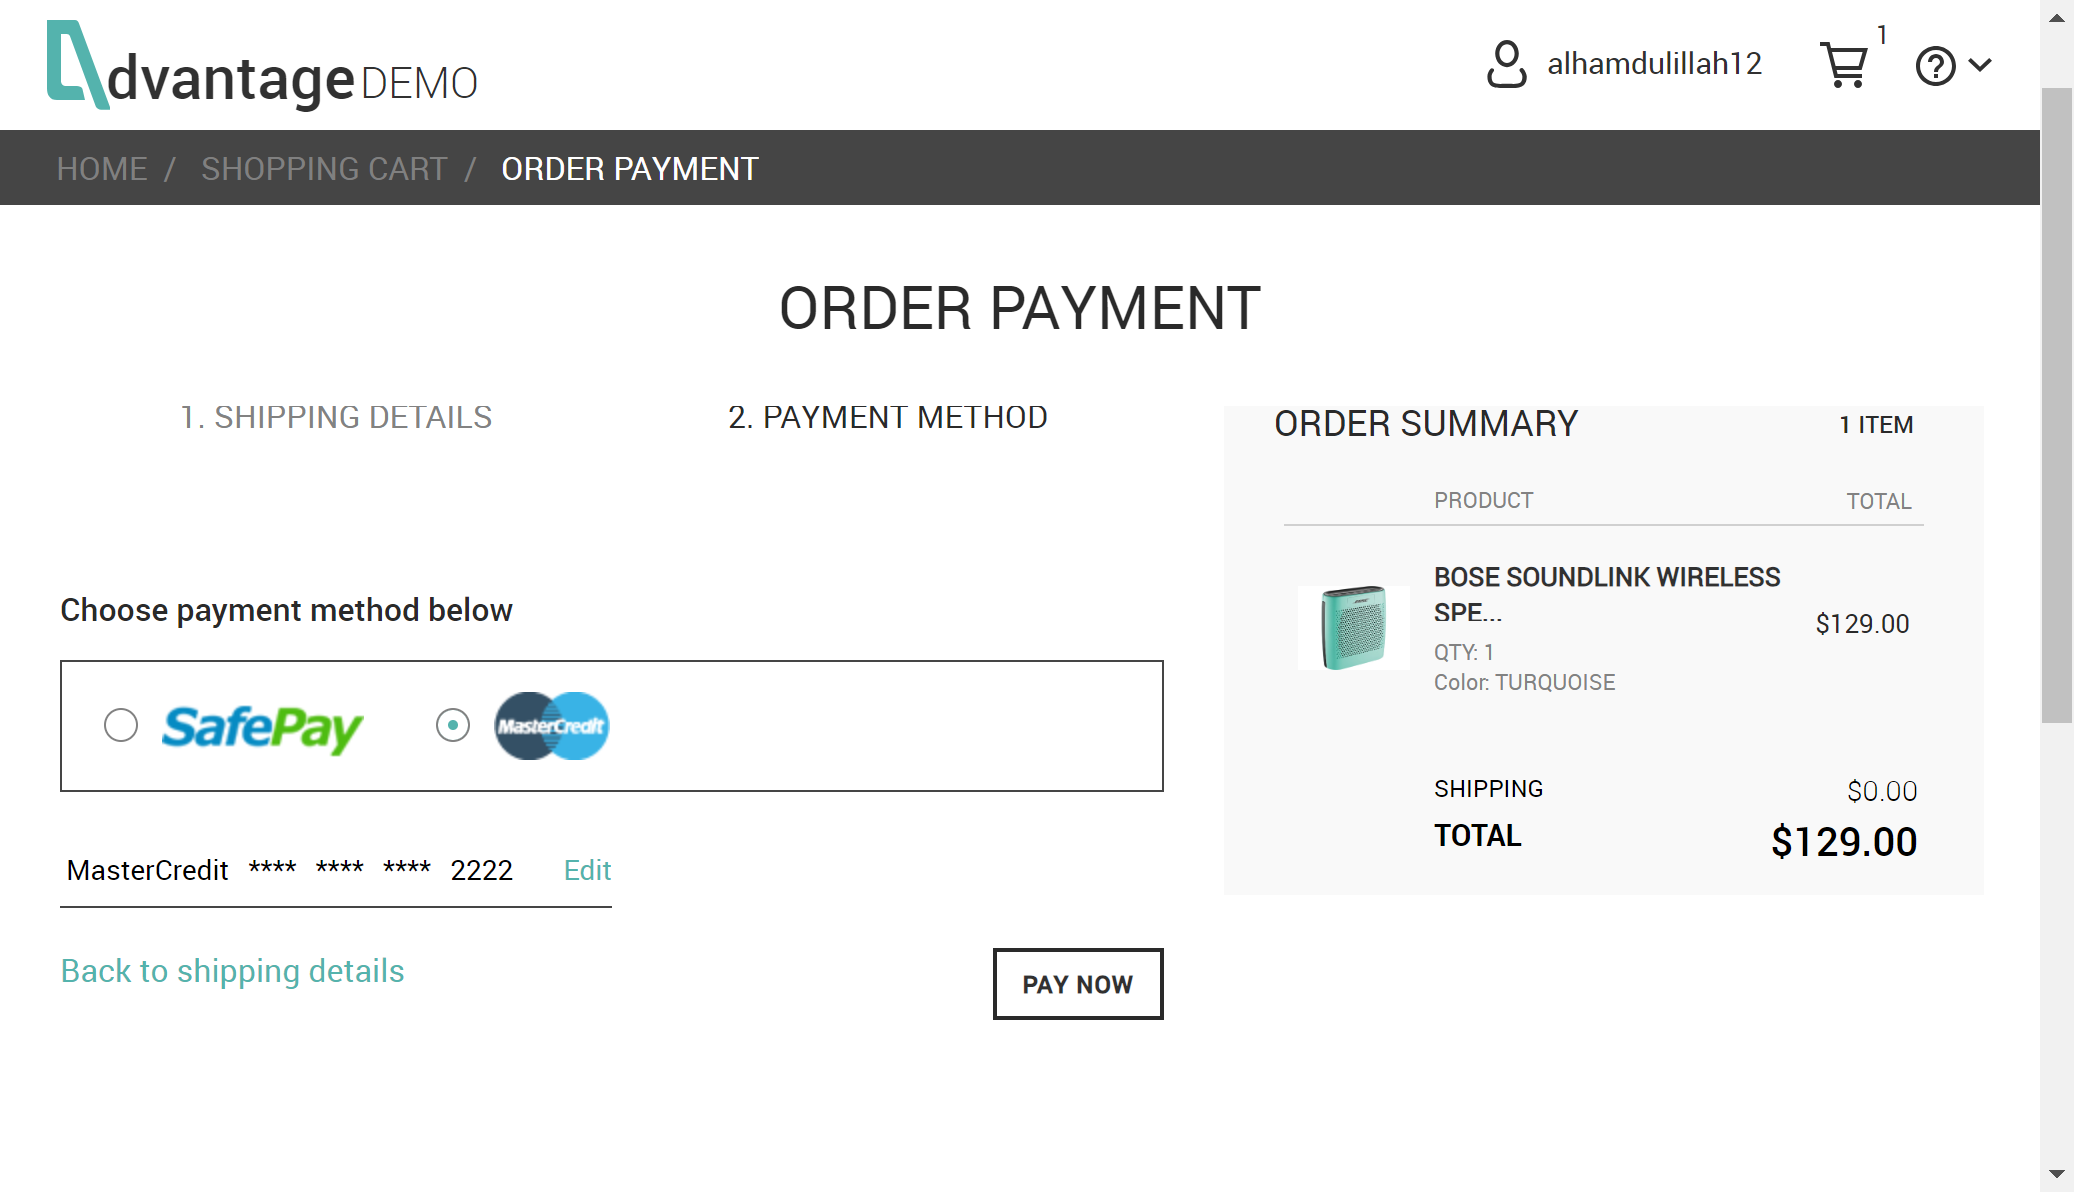 dvantage DEMO
alhamdulillah12
1
?
HOME / SHOPPING CART / ORDER PAYMENT
ORDER PAYMENT
1. SHIPPING DETAILS
2. PAYMENT METHOD
Choose payment method below
SafePay
MasterCredit
MasterCredit **** **** **** 2222 Edit
Back to shipping details
PAY NOW
ORDER SUMMARY
1 ITEM
PRODUCT
TOTAL
BOSE SOUNDLINK WIRELESS
SPE...
$129.00
QTY: 1
Color: TURQUOISE
SHIPPING
$0.00
TOTAL
$129.00